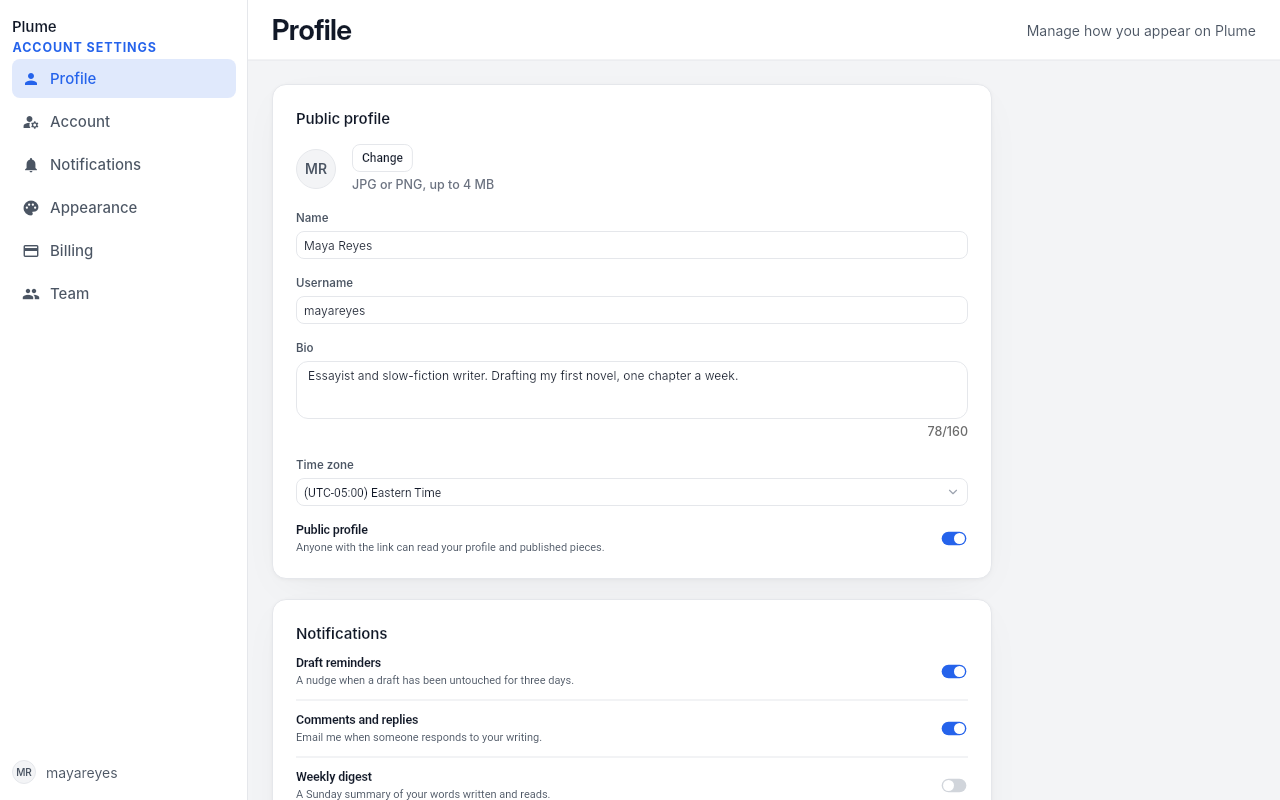 Plume
ACCOUNT SETTINGS
Profile
Account
Notifications
Appearance
Billing
Team
MR mayareyes
Profile
Manage how you appear on Plume
Public profile
MR
Change
JPG or PNG, up to 4 MB
Name
Maya Reyes
Username
mayareyes
Bio
Essayist and slow-fiction writer. Drafting my first novel, one chapter a week.
78/160
Time zone
(UTC-05:00) Eastern Time
Public profile
Anyone with the link can read your profile and published pieces.
Notifications
Draft reminders
A nudge when a draft has been untouched for three days.
Comments and replies
Email me when someone responds to your writing.
Weekly digest
A Sunday summary of your words written and reads.